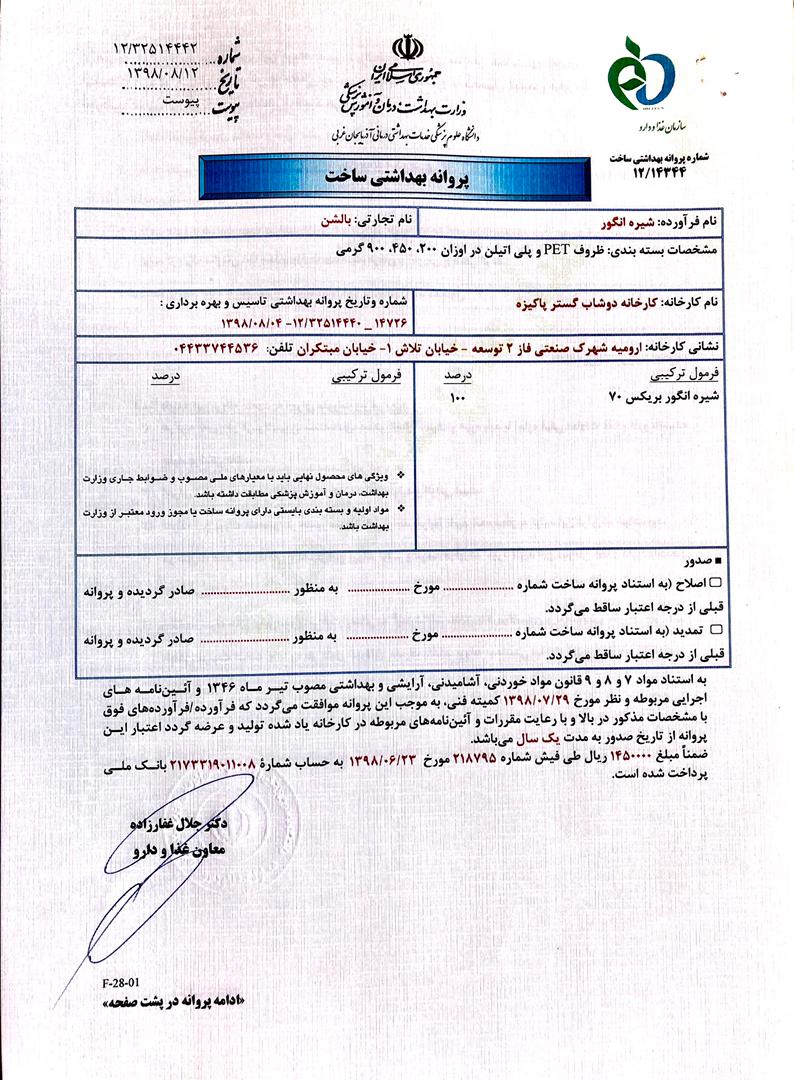 جمهوری اسلامی ایران
وزارت بهداشت، درمان و آموزش پزشکی
دانشگاه علوم پزشکی خدمات بهداشتی درمانی آذربایجان غربی
شماره ۱۲/۳۲۵۱۴۴۴۲
تاریخ ۱۳۹۸/۰۸/۱۲
پیوست پیوست
سازمان غذا و دارو
شماره پروانه بهداشتی ساخت
۱۲/۱۴۳۴۴
پروانه بهداشتی ساخت
نام فرآورده: شیره انگور
نام تجارتی: بالشن
مشخصات بسته بندی: ظروف PET و پلی اتیلن در اوزان ۲۰۰، ۴۵۰، ۹۰۰ گرمی
نام کارخانه: کارخانه دوشاب گستر پاکیزه
شماره وتاریخ پروانه بهداشتی تاسیس و بهره برداری :
۱۴۷۲۶ _ ۱۲/۳۲۵۱۴۴۴۰- ۱۳۹۸/۰۸/۰۴
نشانی کارخانه: ارومیه شهرک صنعتی فاز ۲ توسعه - خیابان تلاش ۱- خیابان مبتکران تلفن: ۰۴۴۳۳۷۴۴۵۳۶
فرمول ترکیبی درصد
شیره انگور بریکس ۷۰ ۱۰۰
فرمول ترکیبی درصد
❖ ویژگی های محصول نهایی باید با معیارهای ملی مصوب و ضوابط جاری وزارت
بهداشت، درمان و آموزش پزشکی مطابقت داشته باشد.
❖ مواد اولیه و بسته بندی بایستی دارای پروانه ساخت یا مجوز ورود معتبر از وزارت
بهداشت باشد.
■ صدور
□ اصلاح (به استناد پروانه ساخت شماره .................... مورخ .................... به منظور .................... صادر گردیده و پروانه
قبلی از درجه اعتبار ساقط می‌گردد.
□ تمدید (به استناد پروانه ساخت شماره .................... مورخ .................... به منظور .................... صادر گردیده و پروانه
قبلی از درجه اعتبار ساقط می‌گردد.
به استناد مواد ۷ و ۸ و ۹ قانون مواد خوردنی، آشامیدنی، آرایشی و بهداشتی مصوب تیر ماه ۱۳۴۶ و آئین‌نامه های
اجرایی مربوطه و نظر مورخ ۱۳۹۸/۰۷/۲۹ کمیته فنی، به موجب این پروانه موافقت می‌گردد که فرآورده/فرآورده‌های فوق
با مشخصات مذکور در بالا و با رعایت مقررات و آئین‌نامه‌های مربوطه در کارخانه یاد شده تولید و عرضه گردد اعتبار این
پروانه از تاریخ صدور به مدت یک سال می‌باشد.
ضمناً مبلغ ۱۴۵۰۰۰۰ ریال طی فیش شماره ۲۱۸۷۹۵ مورخ ۱۳۹۸/۰۶/۲۳ به حساب شمارهٔ ۲۱۷۳۳۱۹۰۱۱۰۰۸ بانک ملی
پرداخت شده است.
دکتر جلال غفارزاده
معاون غذا و دارو
F-28-01
«ادامه پروانه در پشت صفحه»